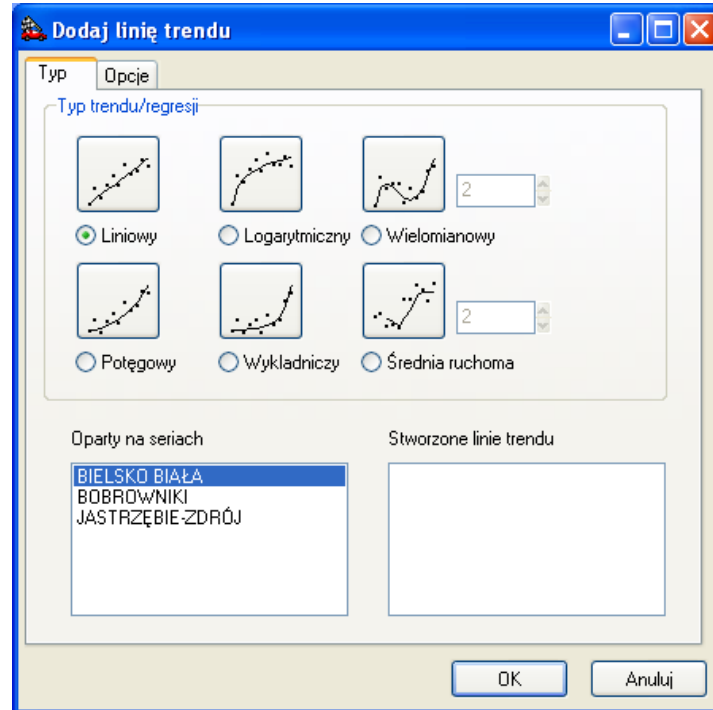 Dodaj linię trendu
Typ Opcje
Typ trendu/regresji
2
Liniowy Logarytmiczny Wielomianowy
2
Potęgowy Wykladniczy Średnia ruchoma
Oparty na seriach Stworzone linie trendu
BIELSKO BIAŁA
BOBROWNIKI
JASTRZĘBIE-ZDRÓJ
OK Anuluj